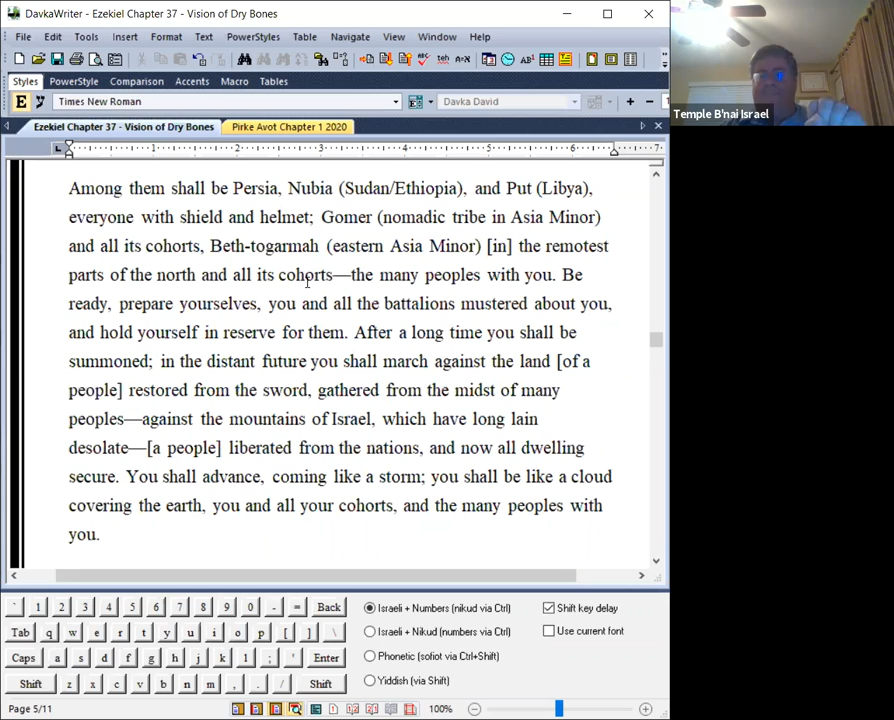 DavkaWriter - Ezekiel Chapter 37 - Vision of Dry Bones
File Edit Tools Insert Format Text PowerStyles Table Navigate View Window Help
Styles PowerStyle Comparison Accents Macro Tables
E Times New Roman Davka David
Ezekiel Chapter 37 - Vision of Dry Bones Pirke Avot Chapter 1 2020
1 2 3 4 5 6 7
Among them shall be Persia, Nubia (Sudan/Ethiopia), and Put (Libya),
everyone with shield and helmet; Gomer (nomadic tribe in Asia Minor)
and all its cohorts, Beth-togarmah (eastern Asia Minor) [in] the remotest
parts of the north and all its cohorts—the many peoples with you. Be
ready, prepare yourselves, you and all the battalions mustered about you,
and hold yourself in reserve for them. After a long time you shall be
summoned; in the distant future you shall march against the land [of a
people] restored from the sword, gathered from the midst of many
peoples—against the mountains of Israel, which have long lain
desolate—[a people] liberated from the nations, and now all dwelling
secure. You shall advance, coming like a storm; you shall be like a cloud
covering the earth, you and all your cohorts, and the many peoples with
you.
` 1 2 3 4 5 6 7 8 9 0 - = Back
Tab q w e r t y u i o p [ ] \
Caps a s d f g h j k l ; ' Enter
Shift z x c v b n m , . / Shift
Israeli + Numbers (nikud via Ctrl)
Israeli + Nikud (numbers via Ctrl)
Phonetic (sofiot via Ctrl+Shift)
Yiddish (via Shift)
Shift key delay
Use current font
Page 5/11 100%
Temple B'nai Israel